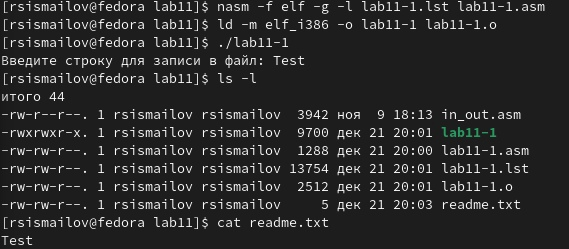 [rsismailov@fedora lab11]$ nasm -f elf -g -l lab11-1.lst lab11-1.asm
[rsismailov@fedora lab11]$ ld -m elf_i386 -o lab11-1 lab11-1.o
[rsismailov@fedora lab11]$ ./lab11-1
Введите строку для записи в файл: Test
[rsismailov@fedora lab11]$ ls -l
итого 44
-rw-r--r--. 1 rsismailov rsismailov  3942 ноя  9 18:13 in_out.asm
-rwxrwxr-x. 1 rsismailov rsismailov  9700 дек 21 20:01 lab11-1
-rw-rw-r--. 1 rsismailov rsismailov  1288 дек 21 20:00 lab11-1.asm
-rw-rw-r--. 1 rsismailov rsismailov 13754 дек 21 20:01 lab11-1.lst
-rw-rw-r--. 1 rsismailov rsismailov  2512 дек 21 20:01 lab11-1.o
-rw-rw-r--. 1 rsismailov rsismailov     5 дек 21 20:03 readme.txt
[rsismailov@fedora lab11]$ cat readme.txt
Test